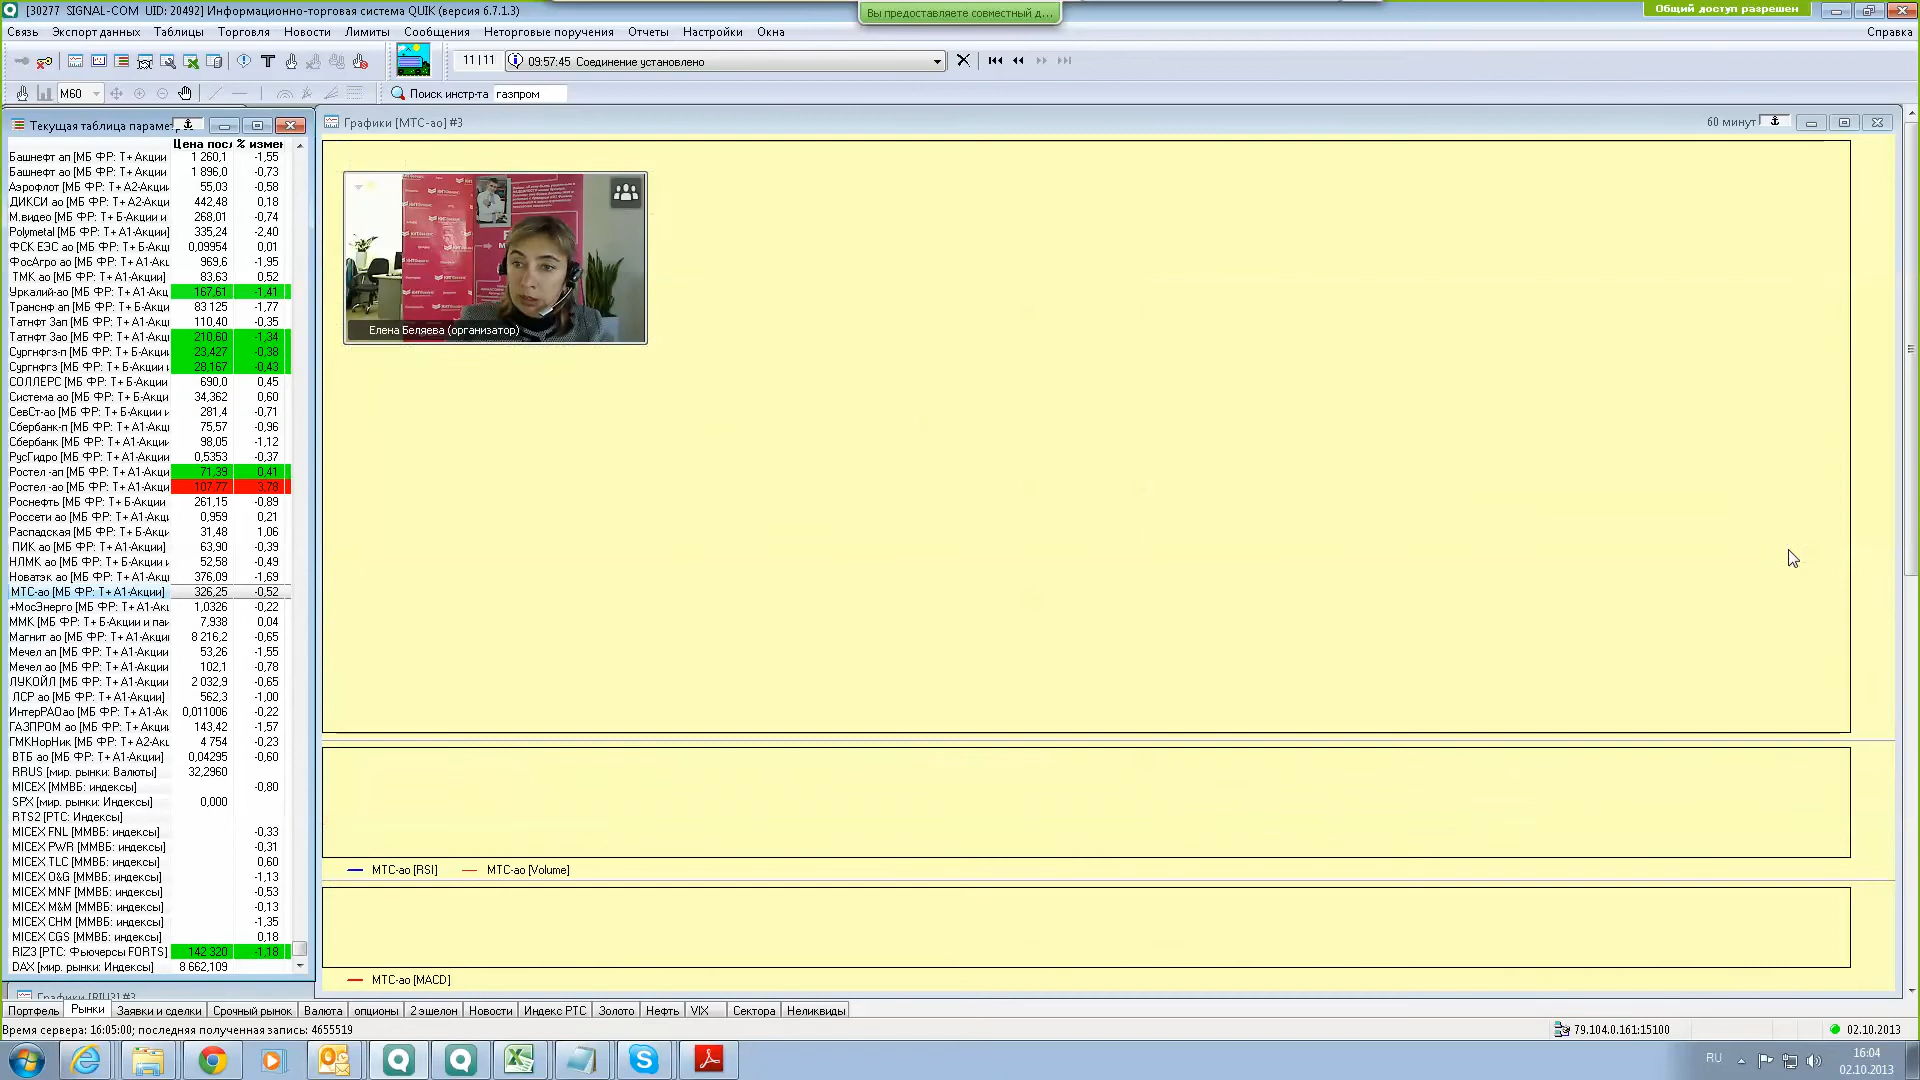 [30277 SIGNAL-COM UID: 20492] Информационно-торговая система QUIK (версия 6.7.1.3)
Вы предоставляете совместный д...
Общий доступ разрешен
Связь Экспорт данных Таблицы Торговля Новости Лимиты Сообщения Неторговые поручения Отчеты Настройки Окна Справка
11|11 09:57:45 Соединение установлено
M60 Поиск инстр-та газпром
Текущая таблица параме
Графики [МТС-ао] #3 60 минут
Цена посл % измен
Башнефт ап [МБ ФР: Т+ Акции 1 260,1 -1,55
Башнефт ао [МБ ФР: Т+ Акции 1 896,0 -0,73
Аэрофлот [МБ ФР: Т+ А2-Акци 55,03 -0,58
ДИКСИ ао [МБ ФР: Т+ А2-Акци 442,48 0,18
М.видео [МБ ФР: Т+ Б-Акции и 268,01 -0,74
Polymetal [МБ ФР: Т+ А1-Акци 335,24 -2,40
ФСК ЕЭС ао [МБ ФР: Т+ Б-Акц 0,09954 0,01
ФосАгро ао [МБ ФР: Т+ А1-Ак 969,6 -1,95
ТМК ао [МБ ФР: Т+ А1-Акции] 83,63 0,52
Уркалий-ао [МБ ФР: Т+ А1-Акц 167,61 -1,41
Транснф ап [МБ ФР: Т+ Б-Акц 83 125 -1,77
Татнфт 3ап [МБ ФР: Т+ А1-Ак 110,40 -0,35
Татнфт 3ао [МБ ФР: Т+ А1-Ак 210,60 -1,34
Сургнфгз-п [МБ ФР: Т+ Б-Акц 23,427 -0,38
Сургнфгз [МБ ФР: Т+ Б-Акции и 28,167 -0,43
СОЛЛЕРС [МБ ФР: Т+ Б-Акции 690,0 0,45
Система ао [МБ ФР: Т+ Б-Акц 34,362 0,60
СевСт-ао [МБ ФР: Т+ Б-Акции и 281,4 -0,71
Сбербанк-п [МБ ФР: Т+ А1-Ак 75,57 -0,96
Сбербанк [МБ ФР: Т+ А1-Акци 98,05 -1,12
РусГидро [МБ ФР: Т+ А1-Акци 0,5353 -0,37
Ростел -ап [МБ ФР: Т+ А1-Акци 71,39 0,41
Ростел -ао [МБ ФР: Т+ А1-Акци 107,77 3,78
Роснефть [МБ ФР: Т+ Б-Акции 261,15 -0,89
Россети ао [МБ ФР: Т+ А1-Акц 0,959 0,21
Распадская [МБ ФР: Т+ Б-Акци 31,48 1,06
ПИК ао [МБ ФР: Т+ А1-Акции] 63,90 -0,39
НЛМК ао [МБ ФР: Т+ Б-Акции и 52,58 -0,49
Новатэк ао [МБ ФР: Т+ А1-Акц 376,09 -1,69
МТС-ао [МБ ФР: Т+ А1-Акции] 326,25 -0,52
+МосЭнерго [МБ ФР: Т+ А1-Ак 1,0326 -0,22
ММК [МБ ФР: Т+ Б-Акции и паи 7,938 0,04
Магнит ао [МБ ФР: Т+ А1-Акци 8 216,2 -0,65
Мечел ап [МБ ФР: Т+ А1-Акци 53,26 -1,55
Мечел ао [МБ ФР: Т+ А1-Акци 102,1 -0,78
ЛУКОЙЛ [МБ ФР: Т+ А1-Акции 2 032,9 -0,65
ЛСР ао [МБ ФР: Т+ А1-Акции] 562,3 -1,00
ИнтерРАОао [МБ ФР: Т+ А1-Ак 0,011006 -0,22
ГАЗПРОМ ао [МБ ФР: Т+ Акции 143,42 -1,57
ГМКНорНик [МБ ФР: Т+ А2-Акц 4 754 -0,23
ВТБ ао [МБ ФР: Т+ А1-Акции] 0,04295 -0,60
RRUS [мир. рынки: Валюты] 32,2960
MICEX [ММВБ: индексы] -0,80
SPX [мир. рынки: Индексы] 0,000
RTS2 [РТС: Индексы]
MICEX FNL [ММВБ: индексы] -0,33
MICEX PWR [ММВБ: индексы] -0,31
MICEX TLC [ММВБ: индексы] 0,60
MICEX O&G [ММВБ: индексы] -1,13
MICEX MNF [ММВБ: индексы] -0,53
MICEX M&M [ММВБ: индексы] -0,13
MICEX CHM [ММВБ: индексы] -1,35
MICEX CGS [ММВБ: индексы] 0,18
RIZ3 [РТС: Фьючерсы FORTS] 142 320 -1,18
DAX [мир. рынки: Индексы] 8 662,109
Елена Беляева (организатор)
МТС-ао [RSI] МТС-ао [Volume]
МТС-ао [MACD]
Графики [RIU3] #3
Портфель Рынки Заявки и сделки Срочный рынок Валюта опционы 2 эшелон Новости Индекс РТС Золото Нефть VIX Сектора Неликвиды
Время сервера: 16:05:00; последняя полученная запись: 4655519 79.104.0.161:15100 02.10.2013
RU 16:04
02.10.2013